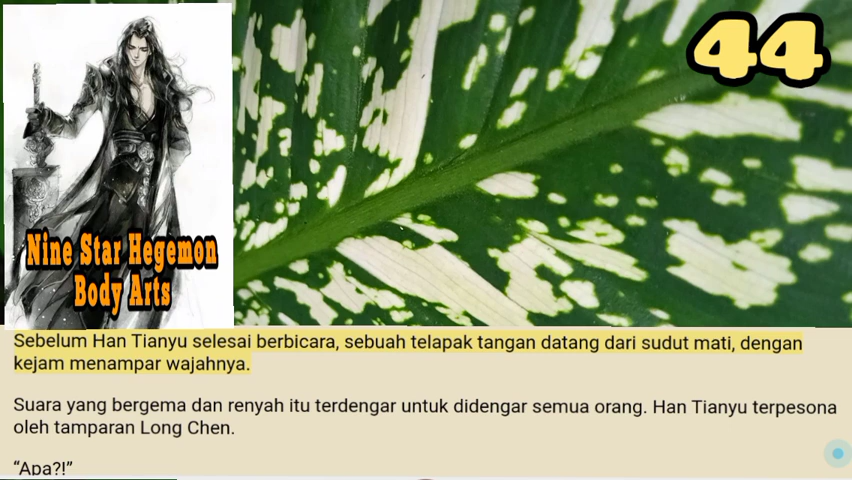 44
Nine Star Hegemon
Body Arts
Sebelum Han Tianyu selesai berbicara, sebuah telapak tangan datang dari sudut mati, dengan
kejam menampar wajahnya.
Suara yang bergema dan renyah itu terdengar untuk didengar semua orang. Han Tianyu terpesona
oleh tamparan Long Chen.
“Apa?!”